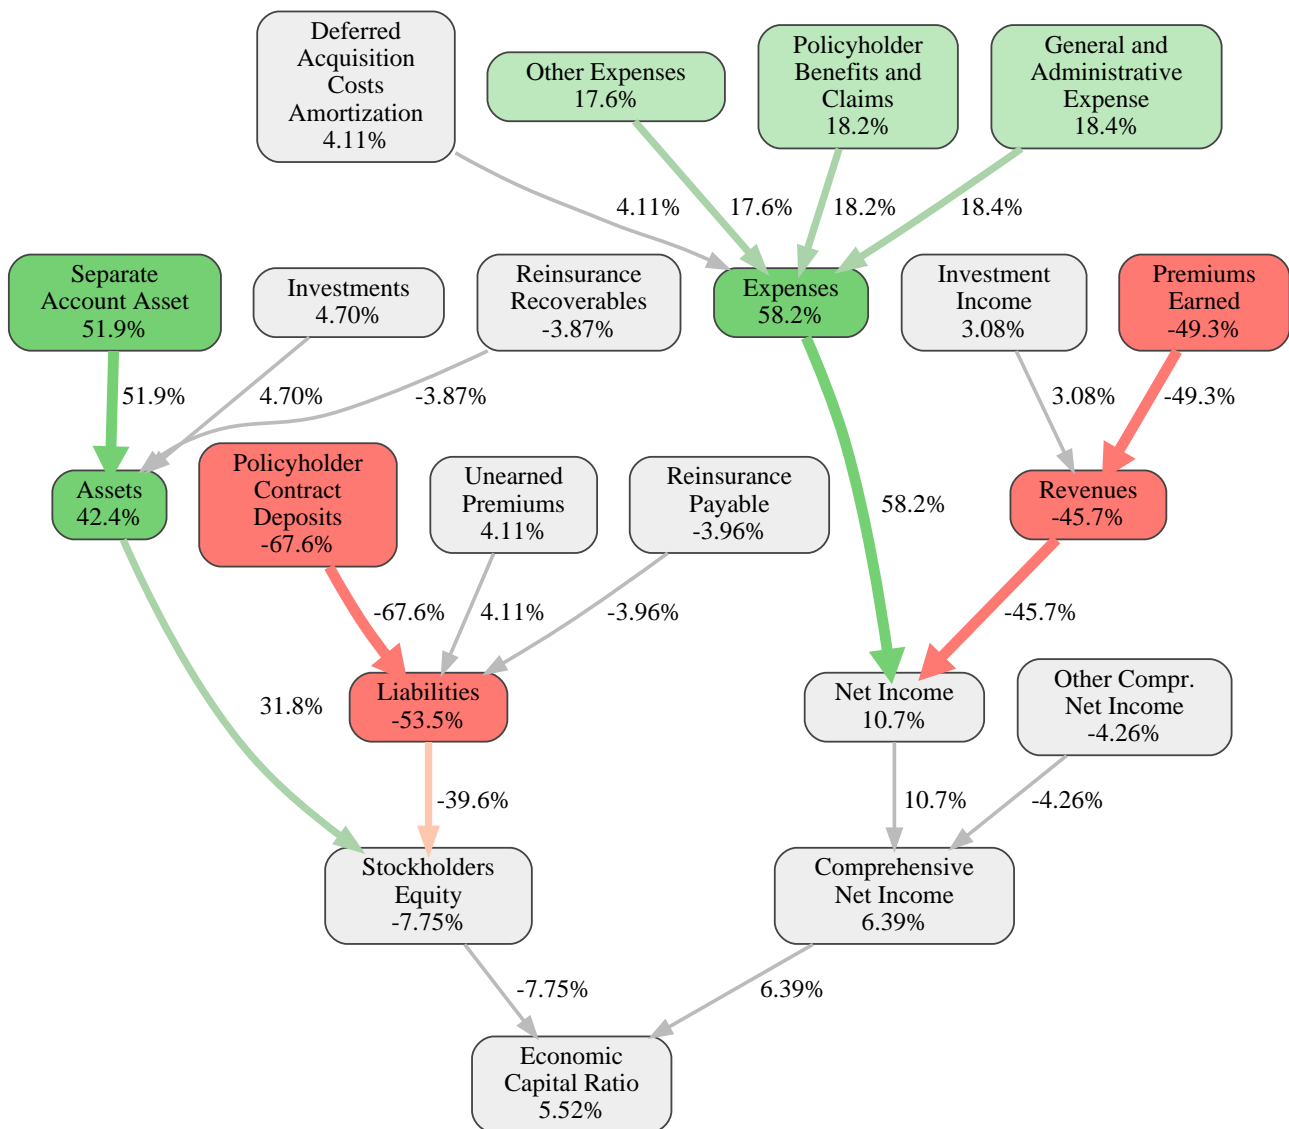 Deferred
Acquisition
Costs
Amortization
4.11%
Other Expenses
17.6%
Policyholder
Benefits and
Claims
18.2%
General and
Administrative
Expense
18.4%
4.11%
17.6%
18.2%
18.4%
Separate
Account Asset
51.9%
Investments
4.70%
Reinsurance
Recoverables
-3.87%
Expenses
58.2%
Investment
Income
3.08%
Premiums
Earned
-49.3%
51.9%
4.70%
-3.87%
3.08%
-49.3%
Assets
42.4%
Policyholder
Contract
Deposits
-67.6%
Unearned
Premiums
4.11%
Reinsurance
Payable
-3.96%
58.2%
Revenues
-45.7%
-67.6%
4.11%
-3.96%
-45.7%
31.8%
Liabilities
-53.5%
Net Income
10.7%
Other Compr.
Net Income
-4.26%
-39.6%
10.7%
-4.26%
Stockholders
Equity
-7.75%
Comprehensive
Net Income
6.39%
-7.75%
6.39%
Economic
Capital Ratio
5.52%